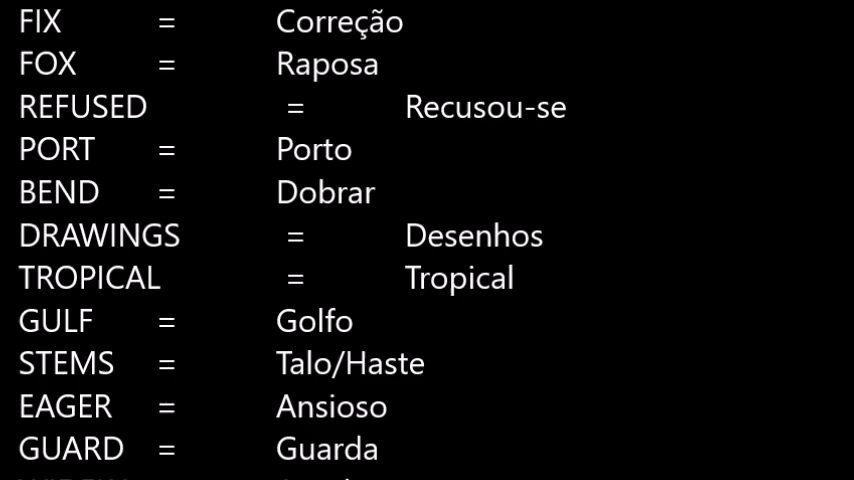 FIX = Correção
FOX = Raposa
REFUSED = Recusou-se
PORT = Porto
BEND = Dobrar
DRAWINGS = Desenhos
TROPICAL = Tropical
GULF = Golfo
STEMS = Talo/Haste
EAGER = Ansioso
GUARD = Guarda